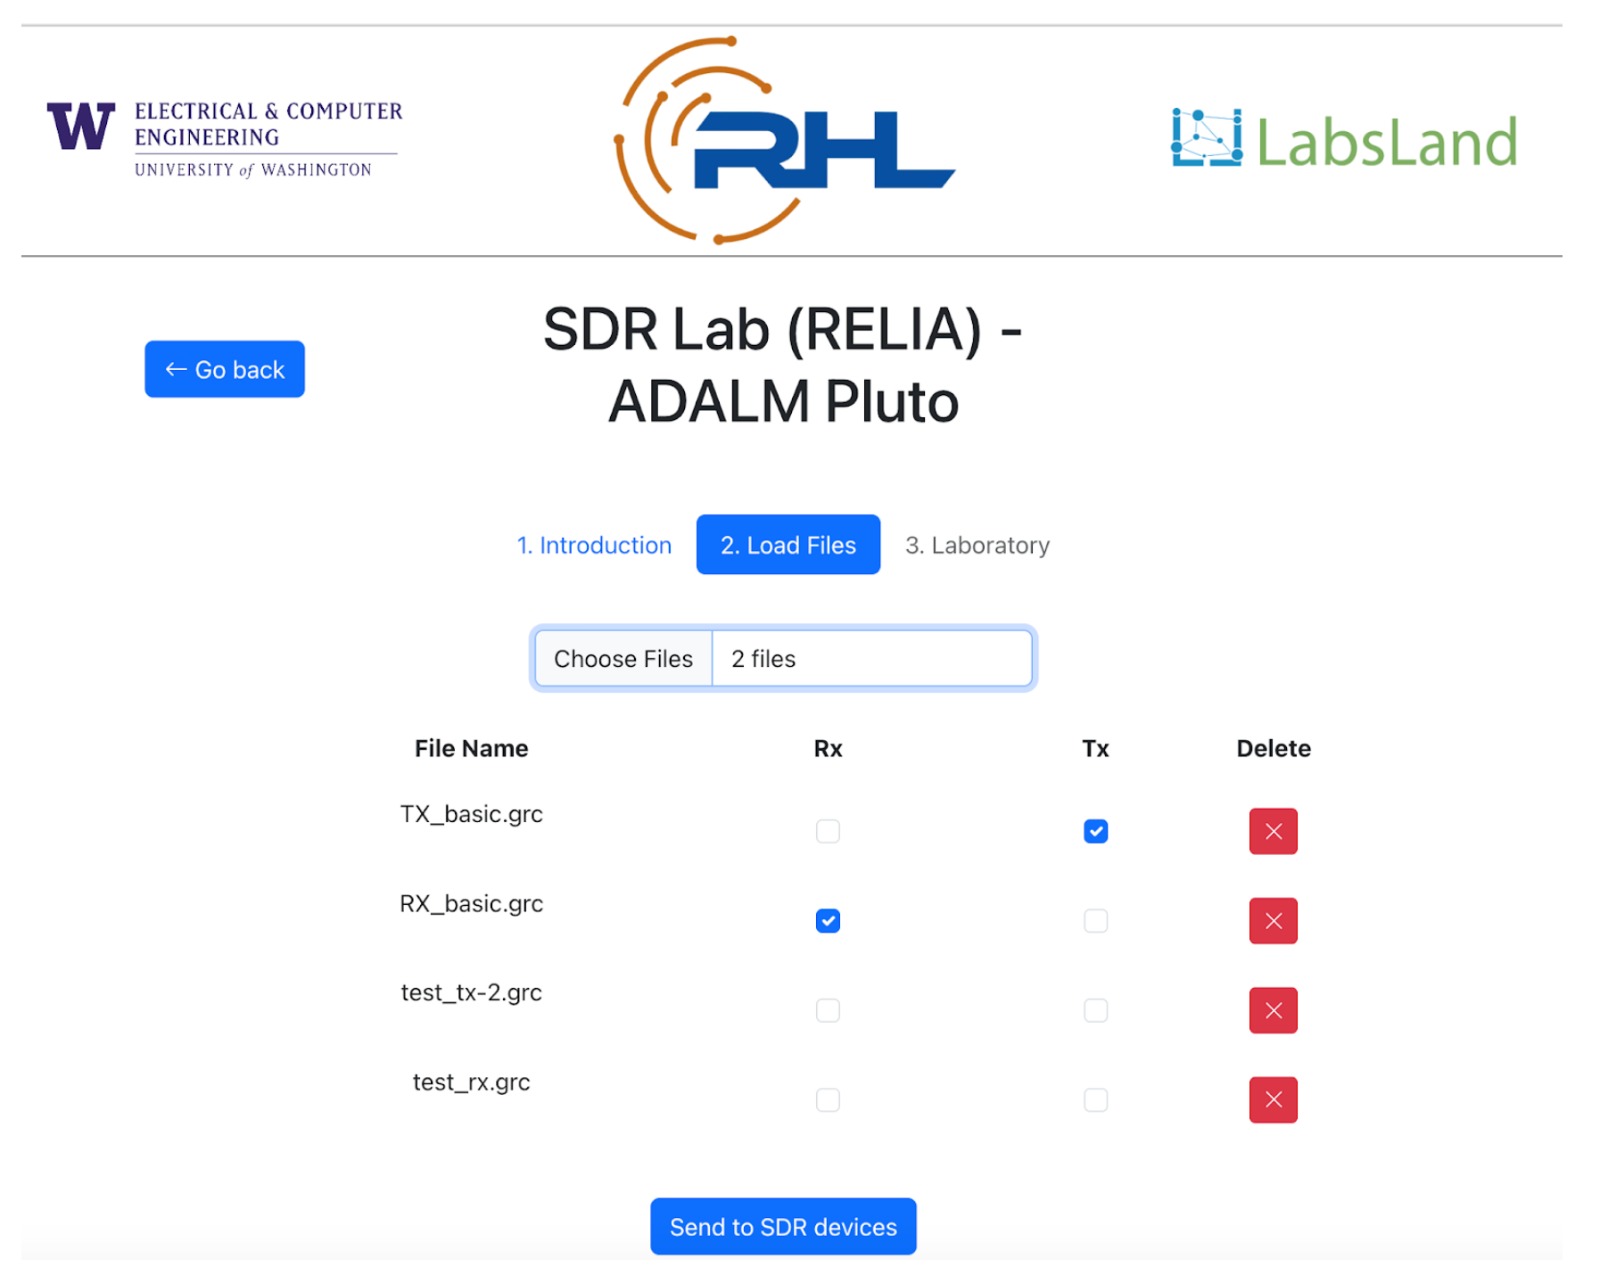 W ELECTRICAL & COMPUTER
ENGINEERING
UNIVERSITY of WASHINGTON
RHL
LabsLand
← Go back
SDR Lab (RELIA) -
ADALM Pluto
1. Introduction 2. Load Files 3. Laboratory
Choose Files 2 files
File Name Rx Tx Delete
TX_basic.grc
RX_basic.grc
test_tx-2.grc
test_rx.grc
Send to SDR devices